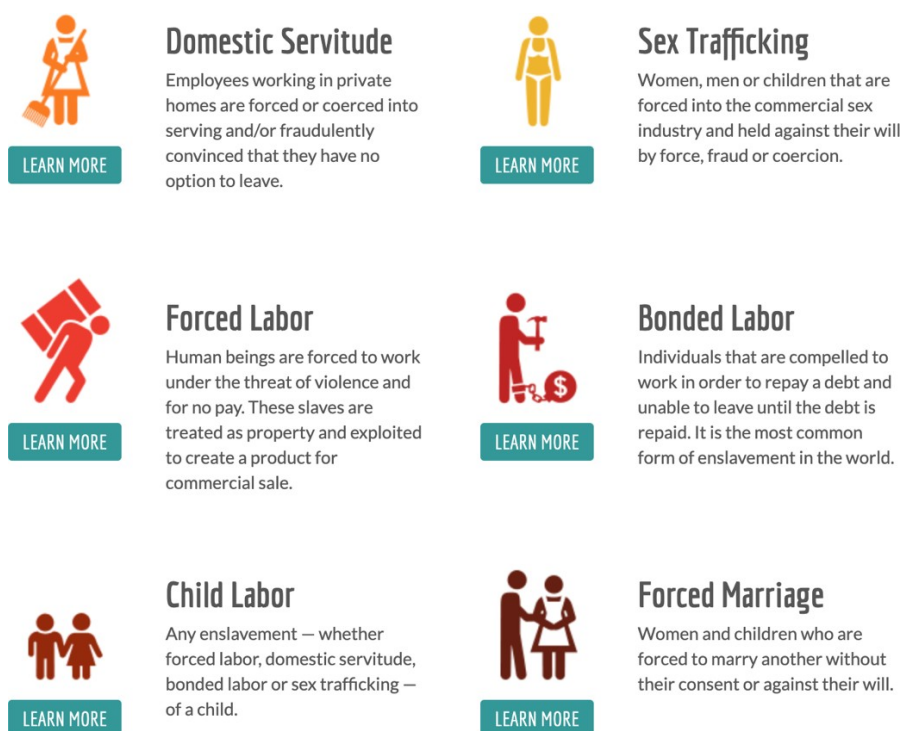 Domestic Servitude
Employees working in private
homes are forced or coerced into
serving and/or fraudulently
convinced that they have no
option to leave.
LEARN MORE
Sex Trafficking
Women, men or children that are
forced into the commercial sex
industry and held against their will
by force, fraud or coercion.
LEARN MORE
Forced Labor
Human beings are forced to work
under the threat of violence and
for no pay. These slaves are
treated as property and exploited
to create a product for
commercial sale.
LEARN MORE
Bonded Labor
Individuals that are compelled to
work in order to repay a debt and
unable to leave until the debt is
repaid. It is the most common
form of enslavement in the world.
$
LEARN MORE
Child Labor
Any enslavement — whether
forced labor, domestic servitude,
bonded labor or sex trafficking —
of a child.
LEARN MORE
Forced Marriage
Women and children who are
forced to marry another without
their consent or against their will.
LEARN MORE